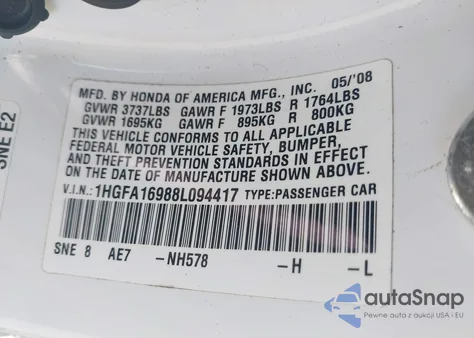 MFD. BY HONDA OF AMERICA MFG., INC. 05/'08
GVWR 3737LBS GAWR F 1973LBS R 1764LBS
GVWR 1695KG GAWR F 895KG R 800KG
THIS VEHICLE CONFORMS TO ALL APPLICABLE
FEDERAL MOTOR VEHICLE SAFETY, BUMPER,
AND THEFT PREVENTION STANDARDS IN EFFECT
ON THE DATE OF MANUFACTURE SHOWN ABOVE.
V.I.N.: 1HGFA16988L094417 TYPE:PASSENGER CAR
SNE 8 AE7 -NH578 -H -L
SNE E2
autaSnap
Pewne auta z USA i EU